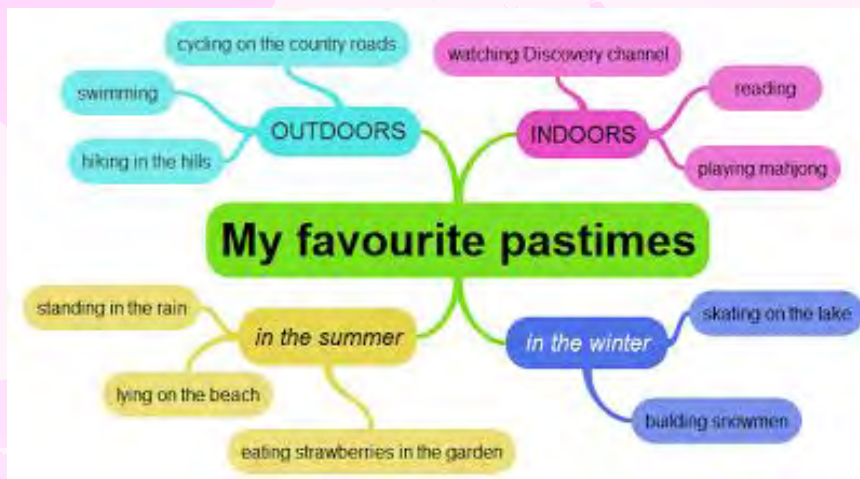 cycling on the country roads
swimming
OUTDOORS
hiking in the hills
watching Discovery channel
reading
INDOORS
playing mahjong
My favourite pastimes
standing in the rain
in the summer
lying on the beach
eating strawberries in the garden
skating on the lake
in the winter
building snowmen